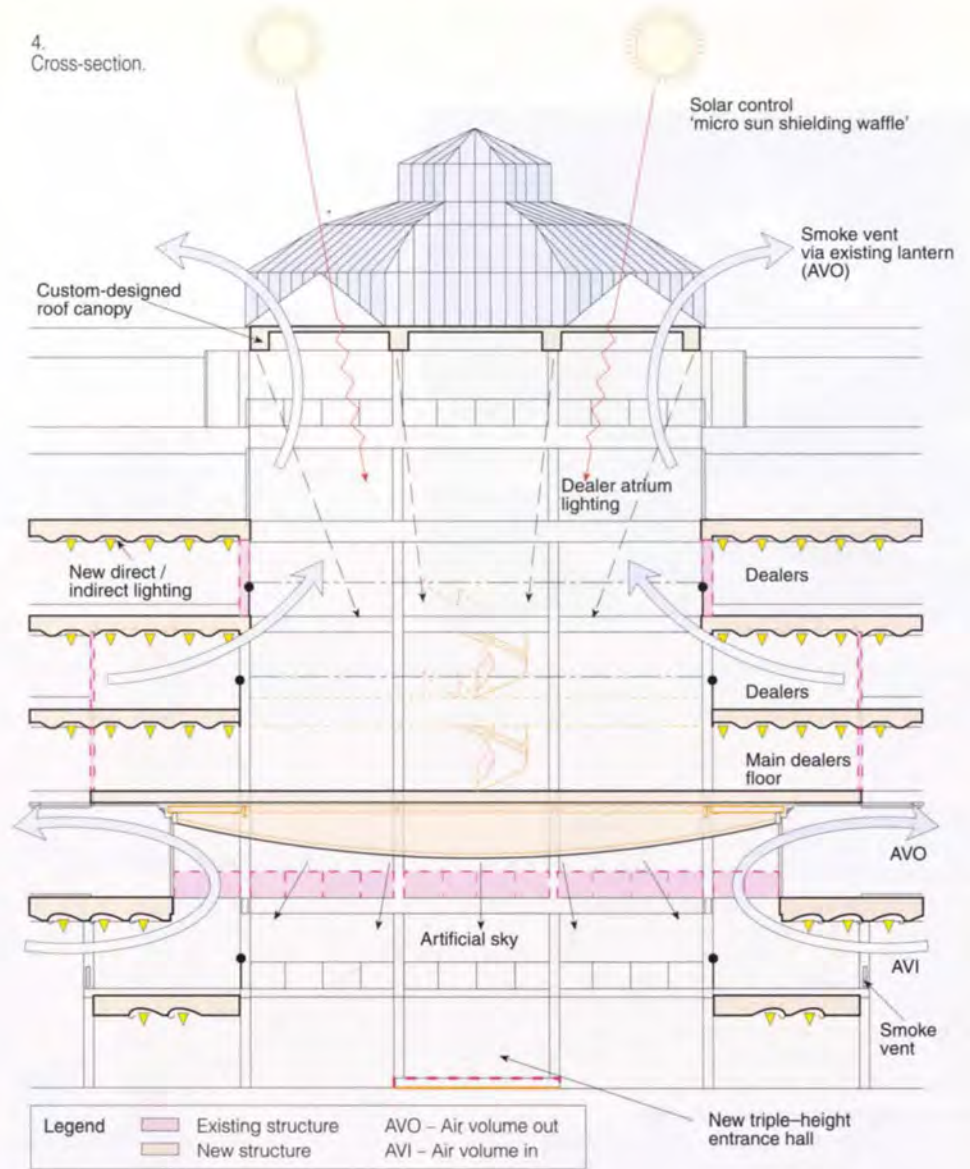 4.
Cross-section.
Solar control
'micro sun shielding waffle'
Smoke vent
via existing lantern
(AVO)
Custom-designed
roof canopy
Dealer atrium
lighting
New direct /
indirect lighting
Dealers
Dealers
Main dealers
floor
AVO
Artificial sky
AVI
Smoke
vent
New triple–height
entrance hall
Legend
Existing structure
AVO – Air volume out
New structure
AVI – Air volume in